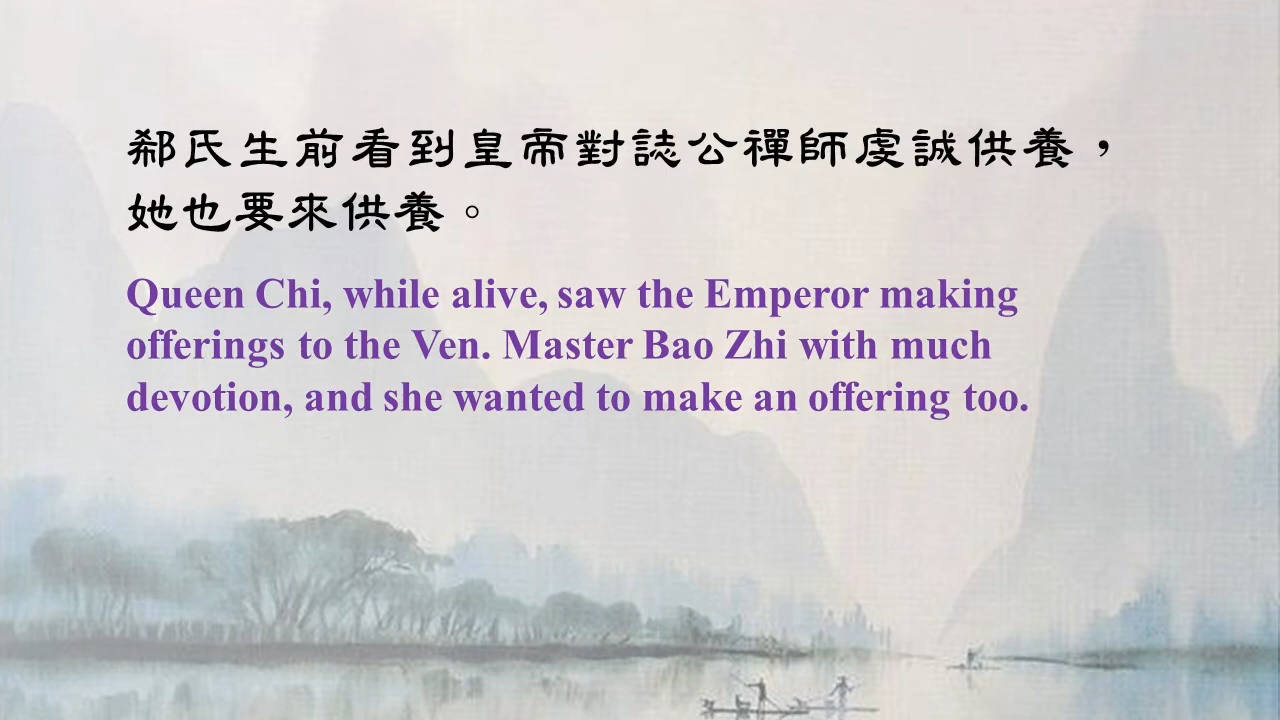 郗氏生前看到皇帝對誌公禪師虔誠供養，
她也要來供養。
Queen Chi, while alive, saw the Emperor making
offerings to the Ven. Master Bao Zhi with much
devotion, and she wanted to make an offering too.